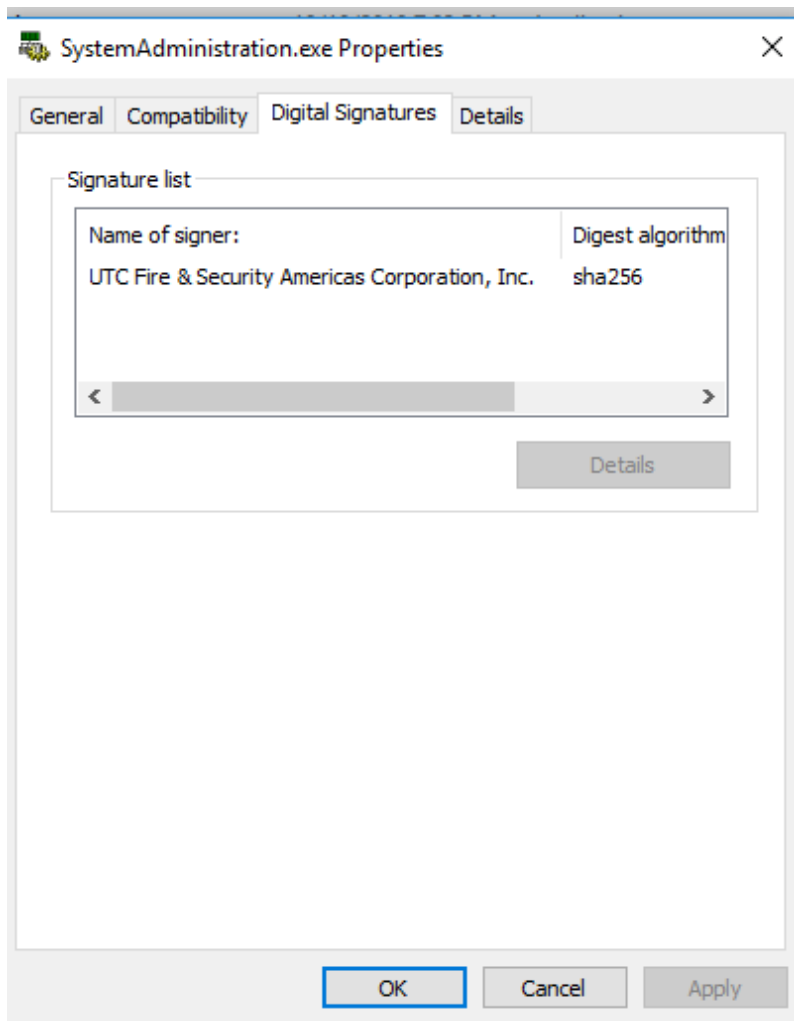 SystemAdministration.exe Properties
General Compatibility Digital Signatures Details
Signature list
Name of signer: Digest algorithm
UTC Fire & Security Americas Corporation, Inc. sha256
Details
OK Cancel Apply